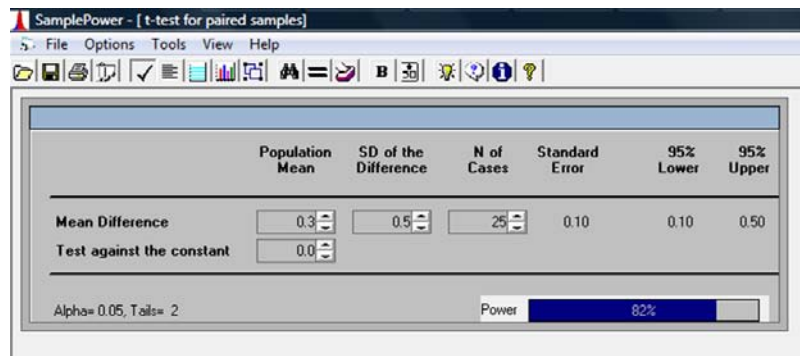 SamplePower - [ t-test for paired samples]
File Options Tools View Help
B
Population Mean
SD of the Difference
N of Cases
Standard Error
95% Lower
95% Upper
Mean Difference 0.3 0.5 25 0.10 0.10 0.50
Test against the constant 0.0
Alpha= 0.05, Tails= 2
Power 82%